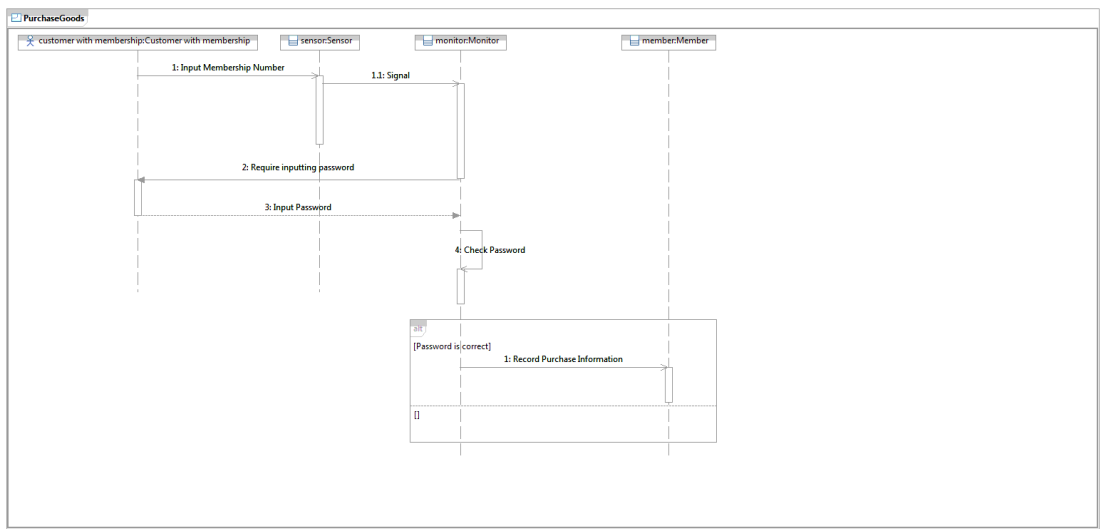 PurchaseGoods
customer with membership:Customer with membership
sensor:Sensor
monitor:Monitor
member:Member
1: Input Membership Number
1.1: Signal
2: Require inputting password
3: Input Password
4: Check Password
alt
[Password is correct]
1: Record Purchase Information
[]